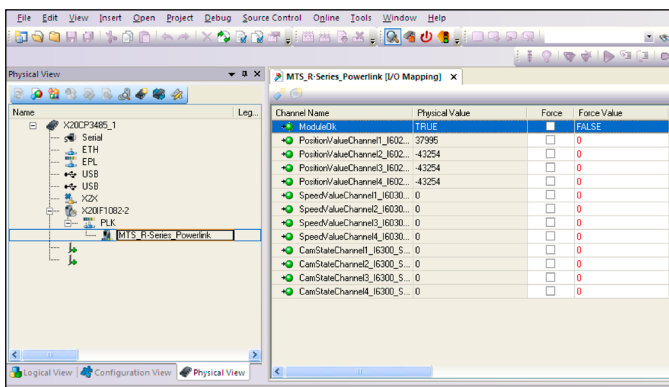 File Edit View Insert Open Project Debug Source Control Online Tools Window Help
Physical View
MTS_R-Series_Powerlink [I/O Mapping]
Name Leg...
Channel Name Physical Value Force Force Value
X20CP3485_1
Serial
ETH
EPL
USB
USB
X2X
X20IF1082-2
PLK
MTS_R-Series_Powerlink
ModuleOk TRUE FALSE
PositionValueChannel1_I602... 37995 0
PositionValueChannel2_I602... -43254 0
PositionValueChannel3_I602... -43254 0
PositionValueChannel4_I602... -43254 0
SpeedValueChannel1_I6030... 0 0
SpeedValueChannel2_I6030... 0 0
SpeedValueChannel3_I6030... 0 0
SpeedValueChannel4_I6030... 0 0
CamStateChannel1_I6300_S... 0 0
CamStateChannel2_I6300_S... 0 0
CamStateChannel3_I6300_S... 0 0
CamStateChannel4_I6300_S... 0 0
Logical View Configuration View Physical View